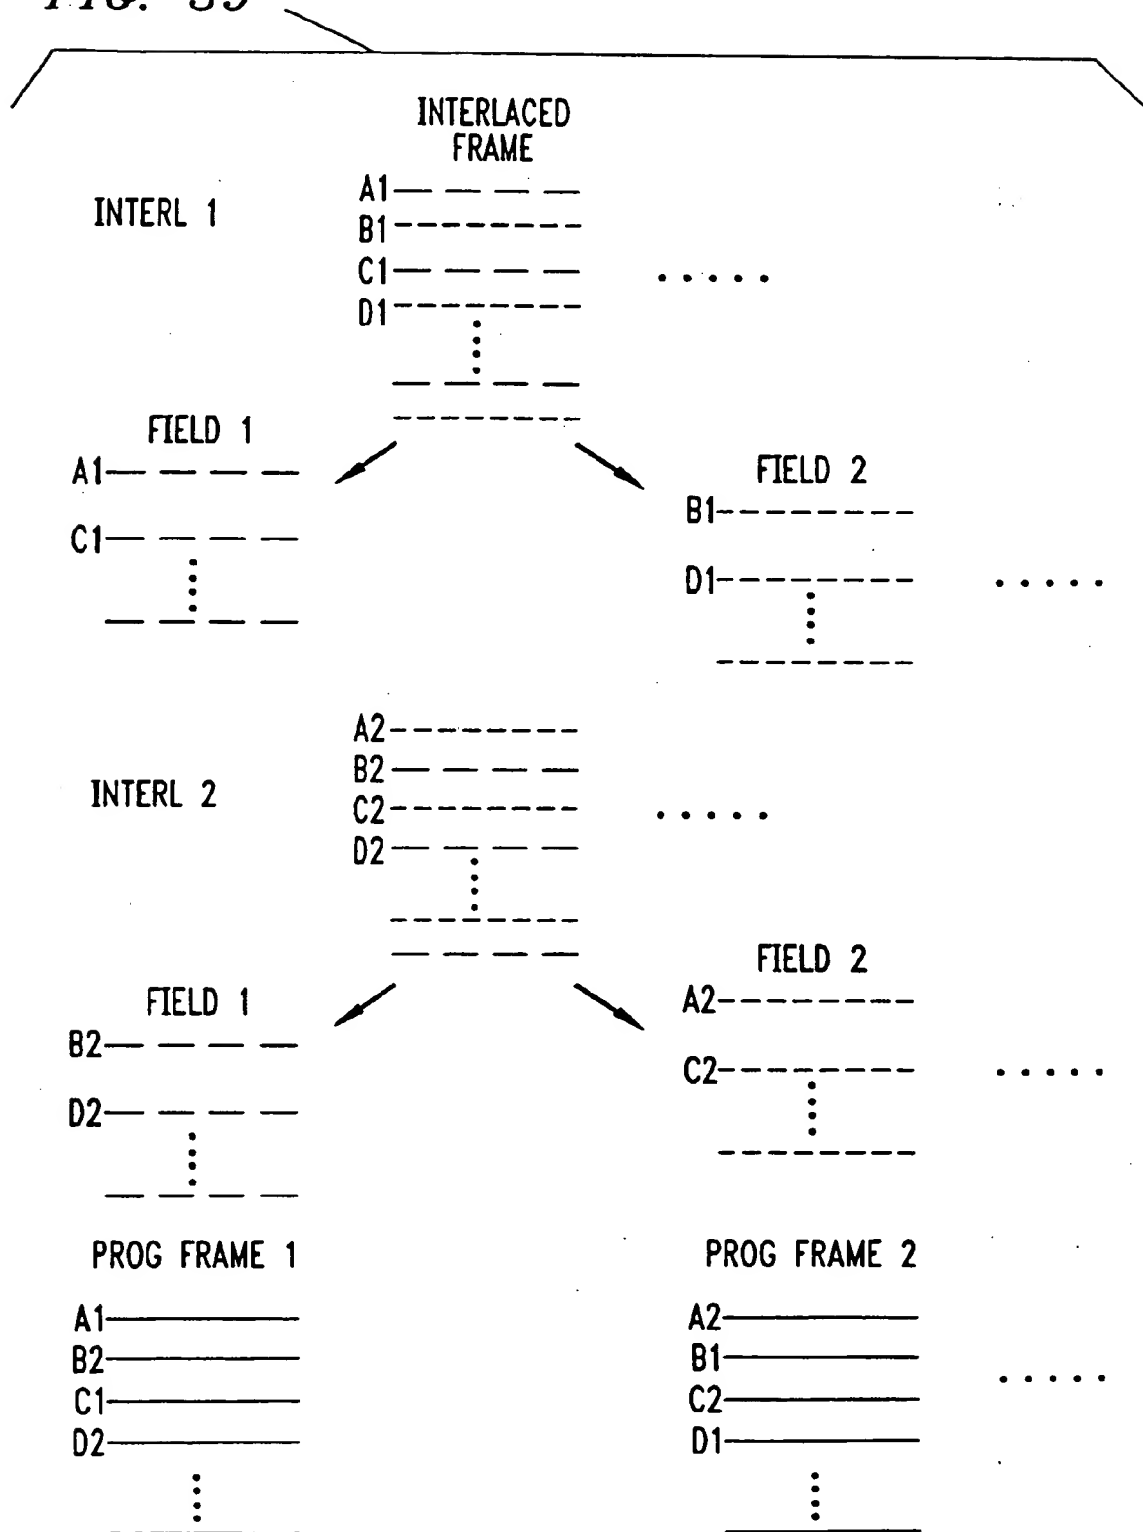 INTERLACED
FRAME
INTERL 1
A1
B1
C1
D1
FIELD 1
A1
C1
FIELD 2
B1
D1
INTERL 2
A2
B2
C2
D2
FIELD 1
B2
D2
FIELD 2
A2
C2
PROG FRAME 1
A1
B2
C1
D2
PROG FRAME 2
A2
B1
C2
D1